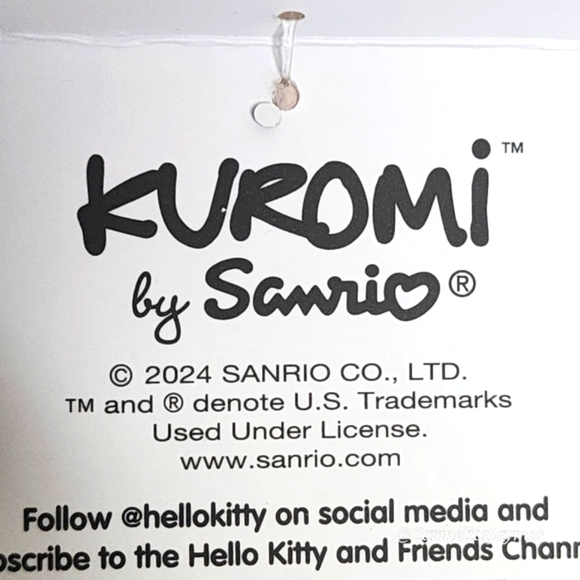 KUROMi™
by Sanrio®
© 2024 SANRIO CO., LTD.
TM and ® denote U.S. Trademarks
Used Under License.
www.sanrio.com
Follow @hellokitty on social media and
bscribe to the Hello Kitty and Friends Chann